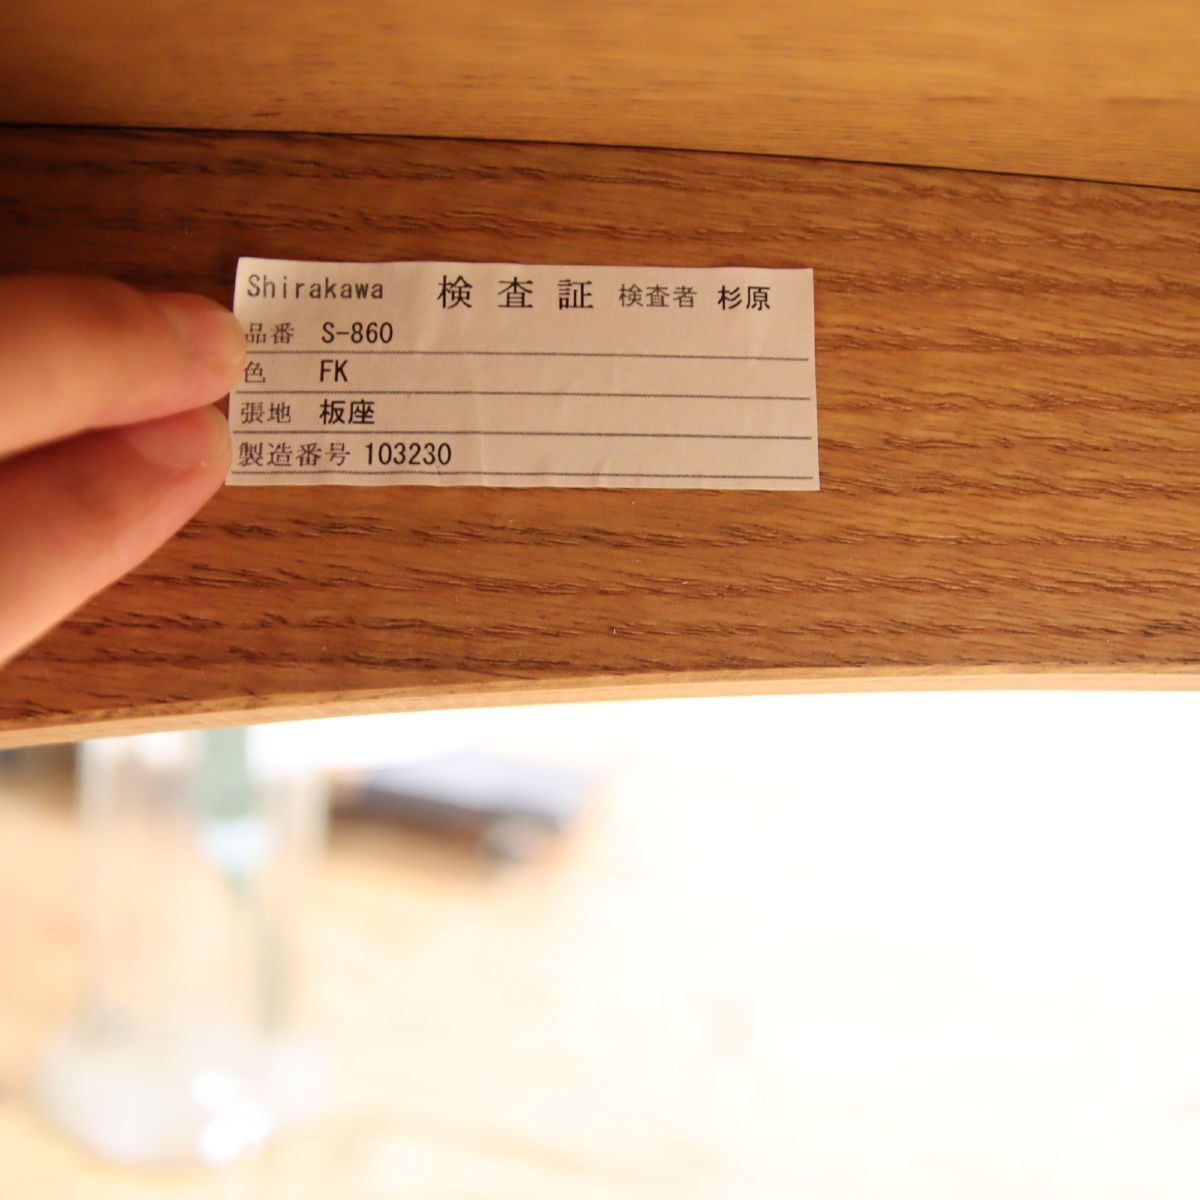 Shirakawa 検査証 検査者 杉原
品番 S-860
色 FK
張地 板座
製造番号 103230